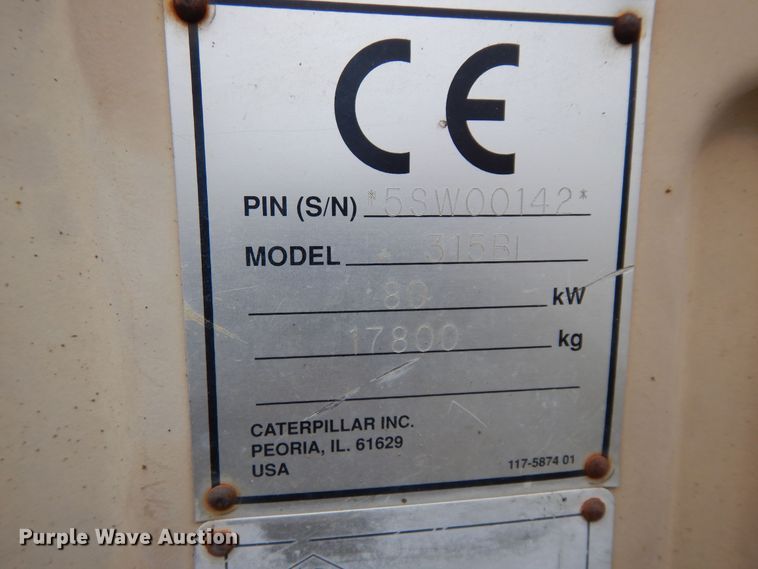 CE
PIN (S/N) *5SW00142*
MODEL * 315BL
80 kW
17800 kg
CATERPILLAR INC.
PEORIA, IL. 61629
USA
117-5874 01
Purple Wave Auction